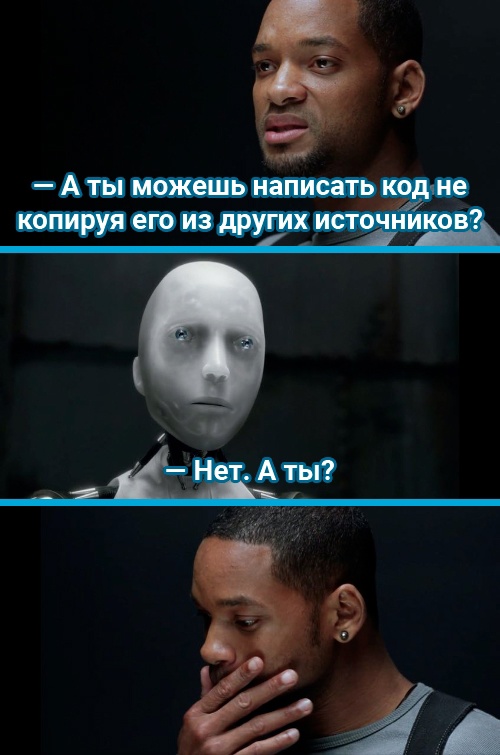 — А ты можешь написать код не
копируя его из других источников?
— Нет. А ты?